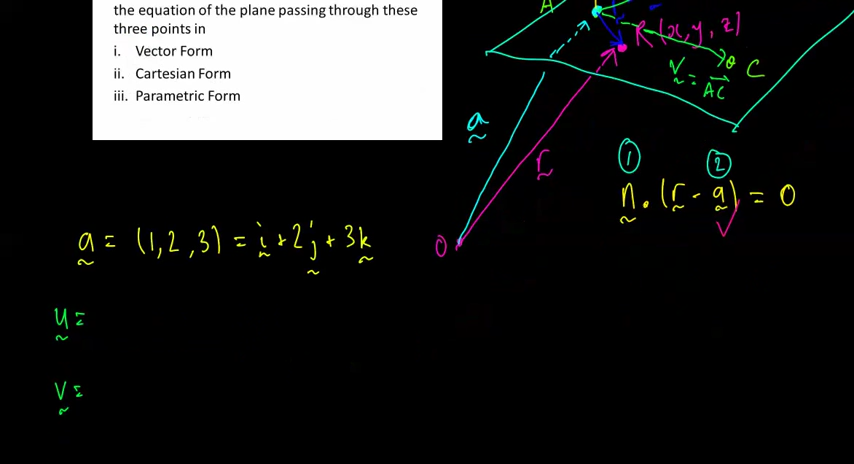 the equation of the plane passing through these
three points in
i. Vector Form
ii. Cartesian Form
iii. Parametric Form
A
R (x, y, z)
C
v = AC
a
r
O
① ②
n . (r - a) = 0
a = (1, 2, 3) = i + 2j + 3k
u =
v =